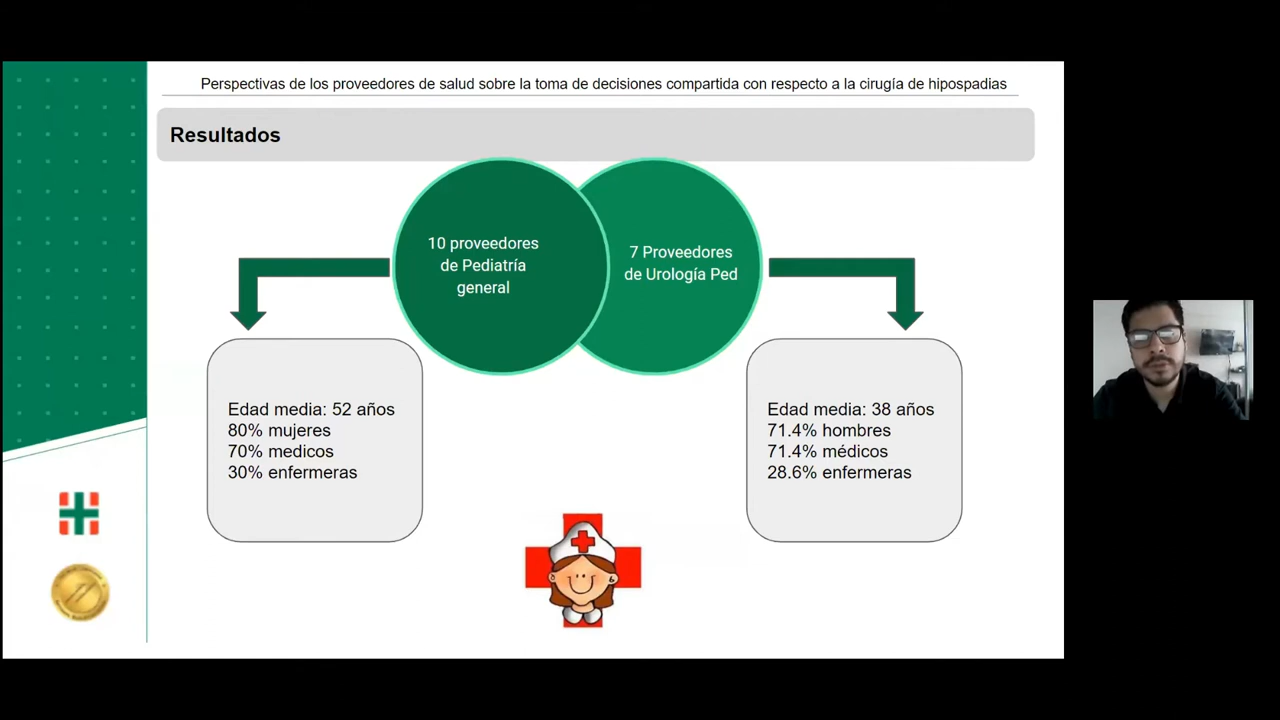 Perspectivas de los proveedores de salud sobre la toma de decisiones compartida con respecto a la cirugía de hipospadias
Resultados
10 proveedores
de Pediatría
general
7 Proveedores
de Urología Ped
Edad media: 52 años
80% mujeres
70% medicos
30% enfermeras
Edad media: 38 años
71.4% hombres
71.4% médicos
28.6% enfermeras